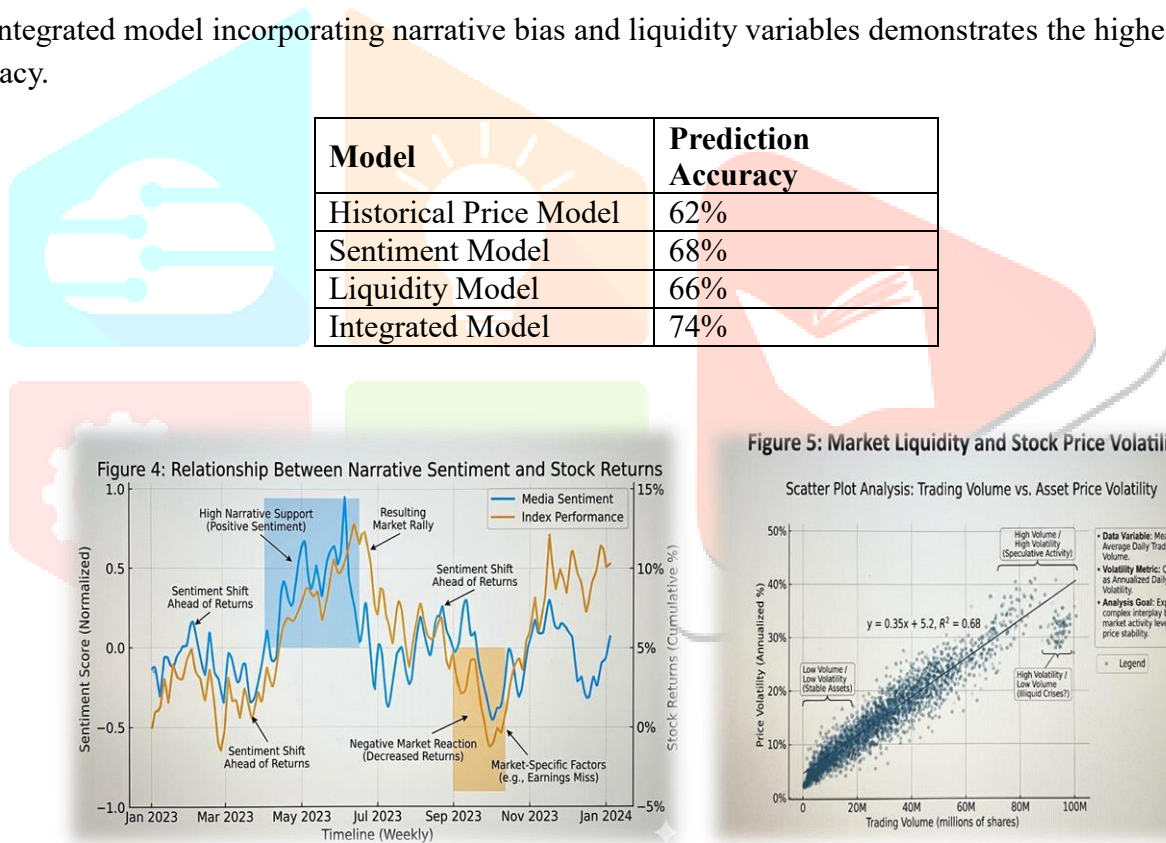 ntegrated model incorporating narrative bias and liquidity variables demonstrates the highe
acy.
Model
Prediction
Accuracy
Historical Price Model 62%
Sentiment Model 68%
Liquidity Model 66%
Integrated Model 74%
Figure 4: Relationship Between Narrative Sentiment and Stock Returns
1.0
0.5
0.0
−0.5
−1.0
Sentiment Score (Normalized)
15%
10%
5%
0%
−5%
Stock Returns (Cumulative %)
Media Sentiment
Index Performance
High Narrative Support
(Positive Sentiment)
Resulting
Market Rally
Sentiment Shift
Ahead of Returns
Sentiment Shift
Ahead of Returns
Sentiment Shift
Ahead of Returns
Negative Market Reaction
(Decreased Returns)
Market-Specific Factors
(e.g., Earnings Miss)
Jan 2023 Mar 2023 May 2023 Jul 2023 Sep 2023 Nov 2023 Jan 2024
Timeline (Weekly)
Figure 5: Market Liquidity and Stock Price Volatili
Scatter Plot Analysis: Trading Volume vs. Asset Price Volatility
50%
40%
30%
20%
10%
0%
Price Volatility (Annualized %)
High Volume /
High Volatility
(Speculative Activity)
y = 0.35x + 5.2, R² = 0.68
Low Volume /
Low Volatility
(Stable Assets)
High Volatility /
Low Volume
(Illiquid Crises?)
• Data Variable: Mea
Average Daily Trad
Volume.
• Volatility Metric: C
as Annualized Daily
Volatility.
• Analysis Goal: Exp
complex interplay b
market activity leve
price stability.
Legend
0 20M 40M 60M 80M 100M
Trading Volume (millions of shares)